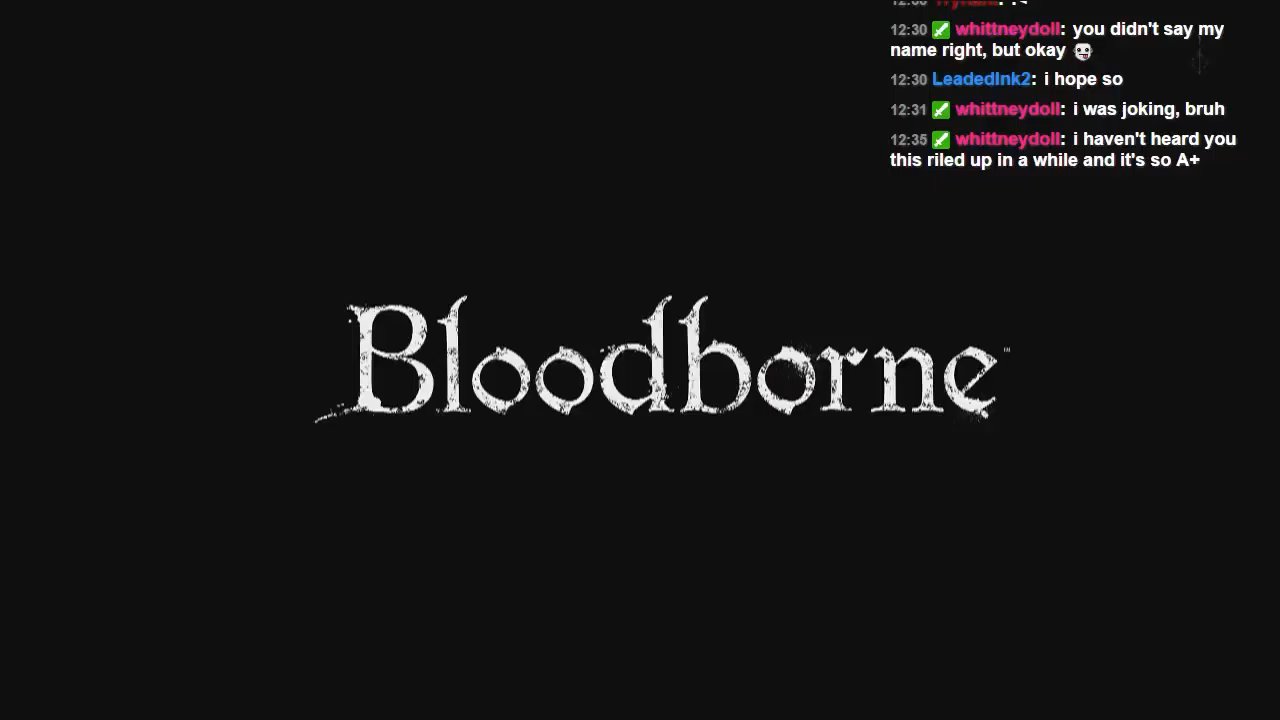 12:30 whittneydoll: you didn't say my
name right, but okay
12:30 LeadedInk2: i hope so
12:31 whittneydoll: i was joking, bruh
12:35 whittneydoll: i haven't heard you
this riled up in a while and it's so A+
Bloodborne™